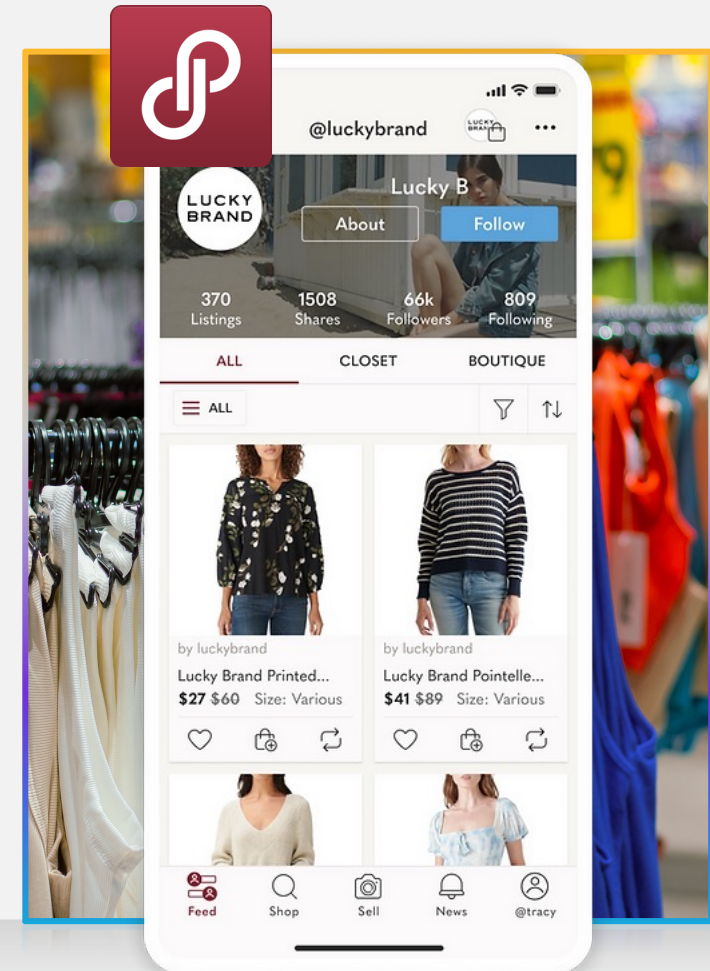 @luckybrand
LUCKY
BRAND
LUCKY
BRAND
Lucky B
About
Follow
370
1508
66k
809
Listings
Shares
Followers
Following
ALL
CLOSET
BOUTIQUE
ALL
by luckybrand
by luckybrand
Lucky Brand Printed...
Lucky Brand Pointelle...
$27 $60 Size: Various
$41 $89 Size: Various
Feed
Shop
Sell
News
@tracy